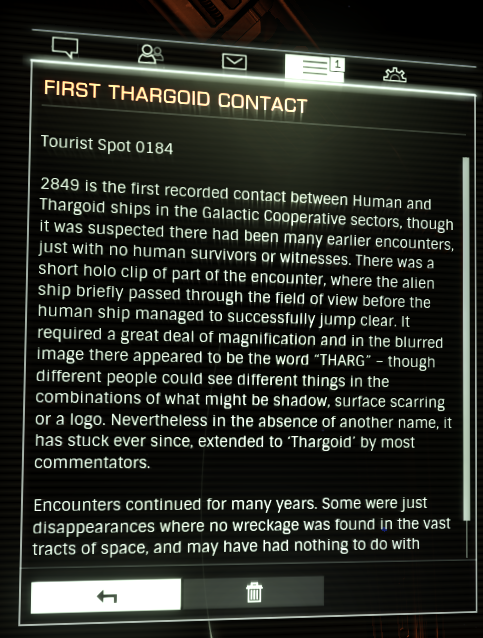 1
FIRST THARGOID CONTACT
Tourist Spot 0184
2849 is the first recorded contact between Human and
Thargoid ships in the Galactic Cooperative sectors, though
it was suspected there had been many earlier encounters,
just with no human survivors or witnesses. There was a
short holo clip of part of the encounter, where the alien
ship briefly passed through the field of view before the
human ship managed to successfully jump clear. It
required a great deal of magnification and in the blurred
image there appeared to be the word “THARG” – though
different people could see different things in the
combinations of what might be shadow, surface scarring
or a logo. Nevertheless in the absence of another name, it
has stuck ever since, extended to ‘Thargoid’ by most
commentators.
Encounters continued for many years. Some were just
disappearances where no wreckage was found in the vast
tracts of space, and may have had nothing to do with